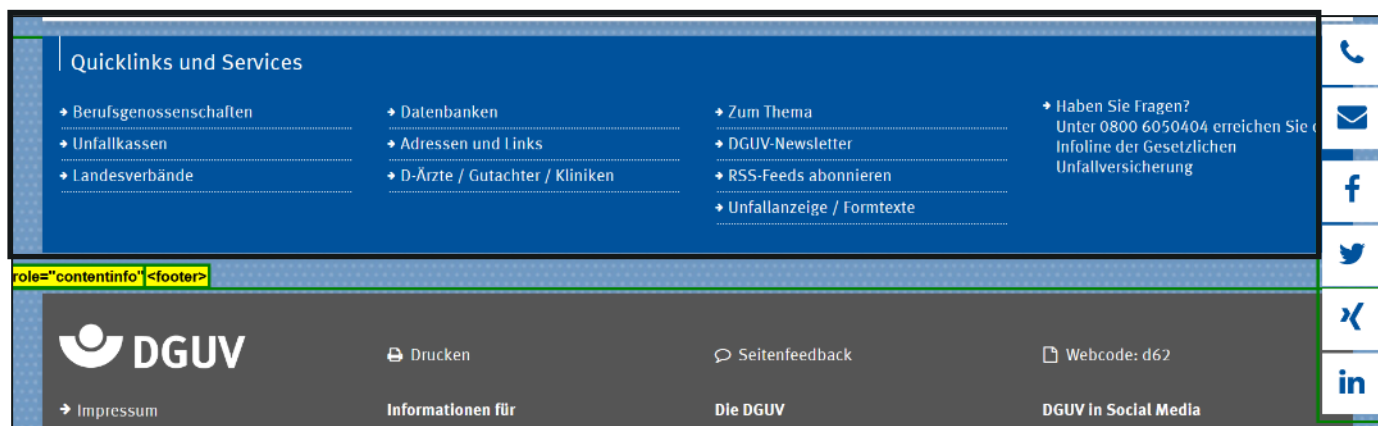 Quicklinks und Services
Berufsgenossenschaften
Unfallkassen
Landesverbände
Datenbanken
Adressen und Links
D-Ärzte / Gutachter / Kliniken
Zum Thema
DGUV-Newsletter
RSS-Feeds abonnieren
Unfallanzeige / Formtexte
Haben Sie Fragen?
Unter 0800 6050404 erreichen Sie
Infoline der Gesetzlichen
Unfallversicherung
role="contentinfo" <footer>
DGUV
Drucken
Seitenfeedback
Webcode: d62
Impressum
Informationen für
Die DGUV
DGUV in Social Media